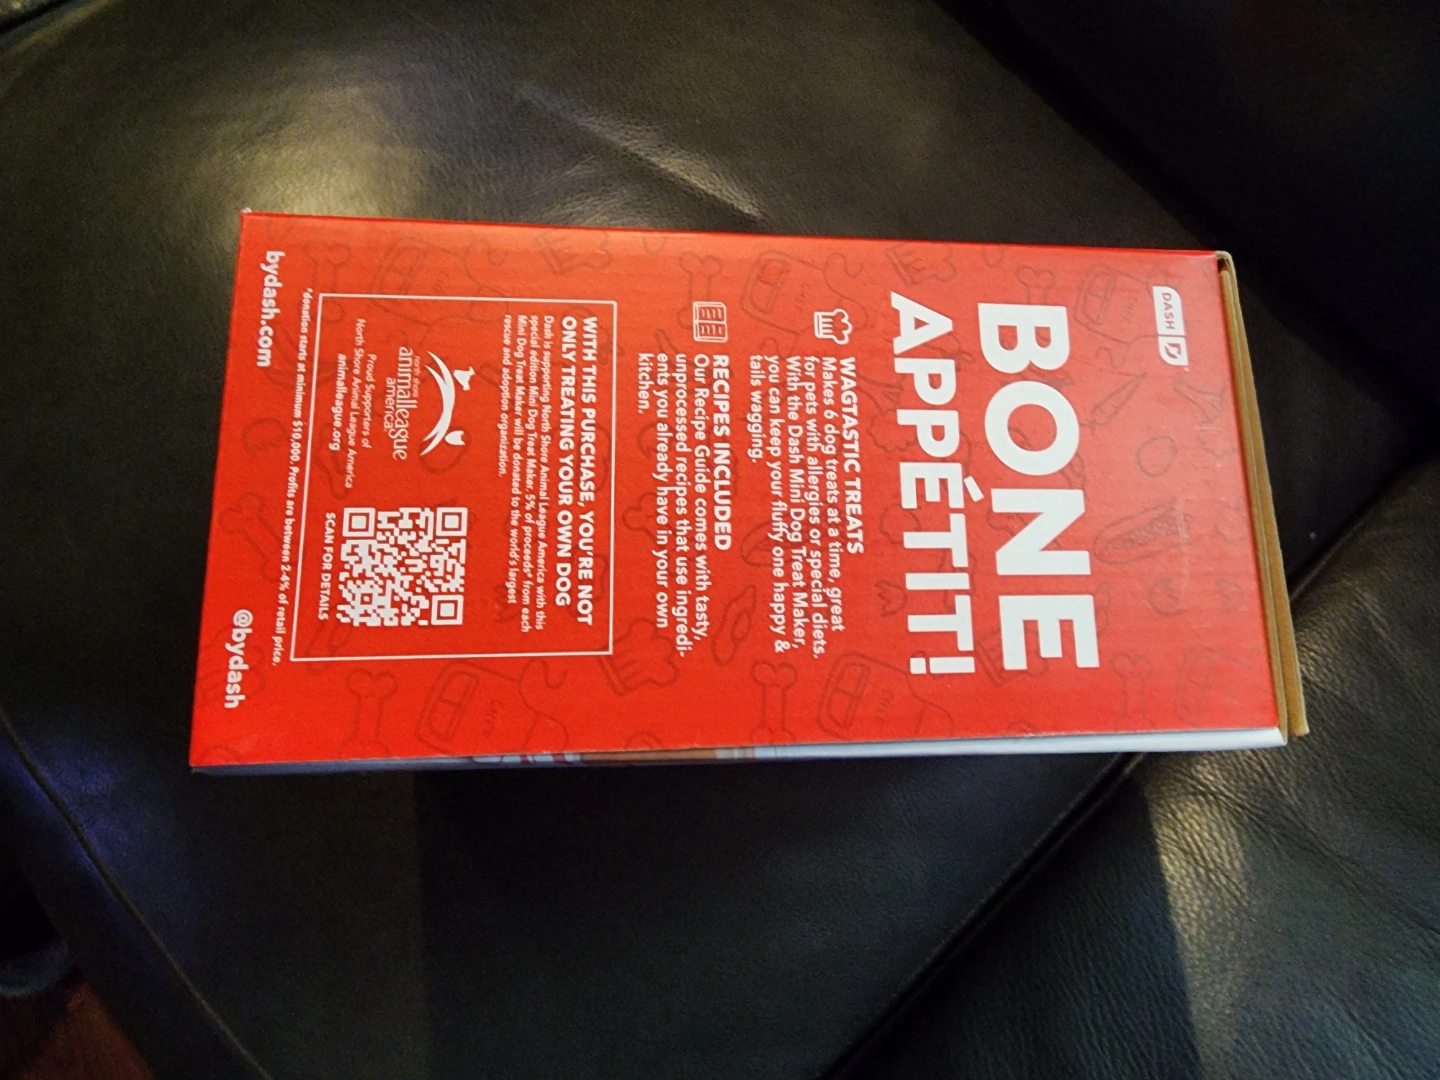 DASH
BONE
APPÉTIT!
WAGTASTIC TREATS
Makes 6 dog treats at a time, great
for pets with allergies or special diets.
With the Dash Mini Dog Treat Maker,
you can keep your fluffy one happy &
tails wagging.
RECIPES INCLUDED
Our Recipe Guide comes with tasty,
unprocessed recipes that use ingredi-
ents you already have in your own
kitchen.
WITH THIS PURCHASE, YOU'RE NOT
ONLY TREATING YOUR OWN DOG
Dash is supporting North Shore Animal League America with this
special edition Mini Dog Treat Maker. 5% of proceeds* from each
Mini Dog Treat Maker will be donated to the world's largest
rescue and adoption organization.
north shore
animalleague
america
Proud Supporters of
North Shore Animal League America
animalleague.org
SCAN FOR DETAILS
*donation starts at minimum $10,000. Profits are between 2-4% of retail price.
bydash.com
@bydash